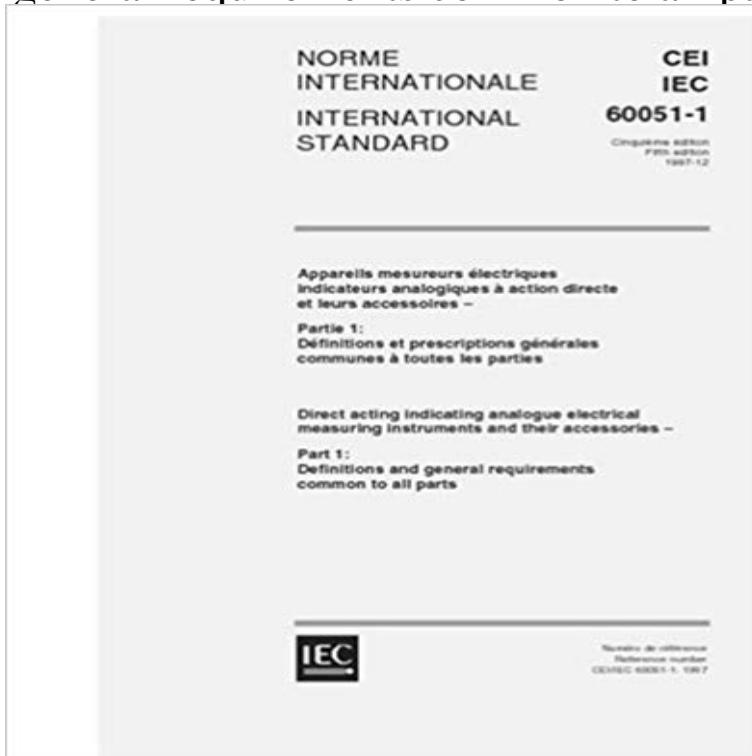 NORME
INTERNATIONALE
CEI
IEC
INTERNATIONAL
STANDARD
60051-1
Cinquième édition
Fifth edition
1997-12
Appareils mesureurs électriques
indicateurs analogiques à action directe
et leurs accessoires –
Partie 1:
Définitions et prescriptions générales
communes à toutes les parties
Direct acting indicating analogue electrical
measuring instruments and their accessories –
Part 1:
Definitions and general requirements
common to all parts
IEC
Numéro de référence
Reference number
CEI/IEC 60051-1: 1997